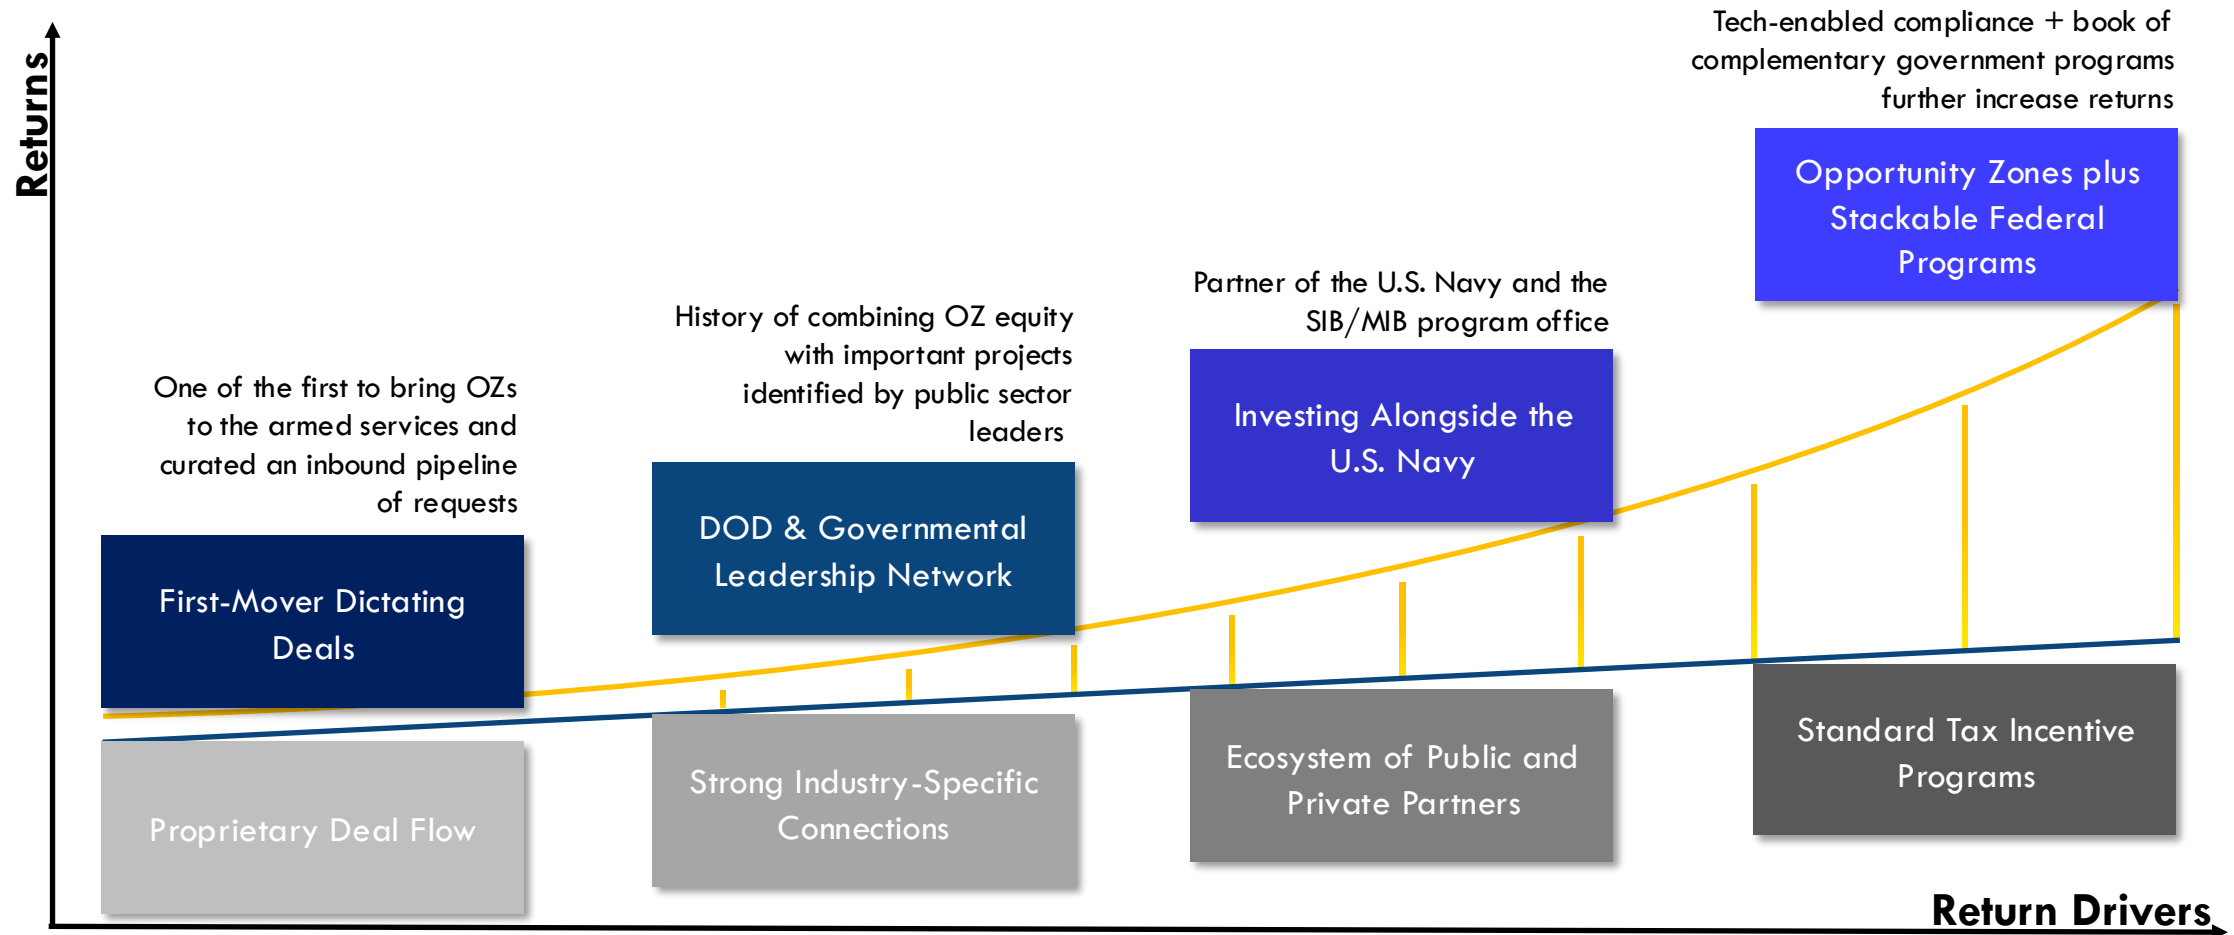 Returns
One of the first to bring OZs
to the armed services and
curated an inbound pipeline
of requests
First-Mover Dictating
Deals
Proprietary Deal Flow
History of combining OZ equity
with important projects
identified by public sector
leaders
DOD & Governmental
Leadership Network
Strong Industry-Specific
Connections
Partner of the U.S. Navy and the
SIB/MIB program office
Investing Alongside the
U.S. Navy
Ecosystem of Public and
Private Partners
Tech-enabled compliance + book of
complementary government programs
further increase returns
Opportunity Zones plus
Stackable Federal
Programs
Standard Tax Incentive
Programs
Return Drivers